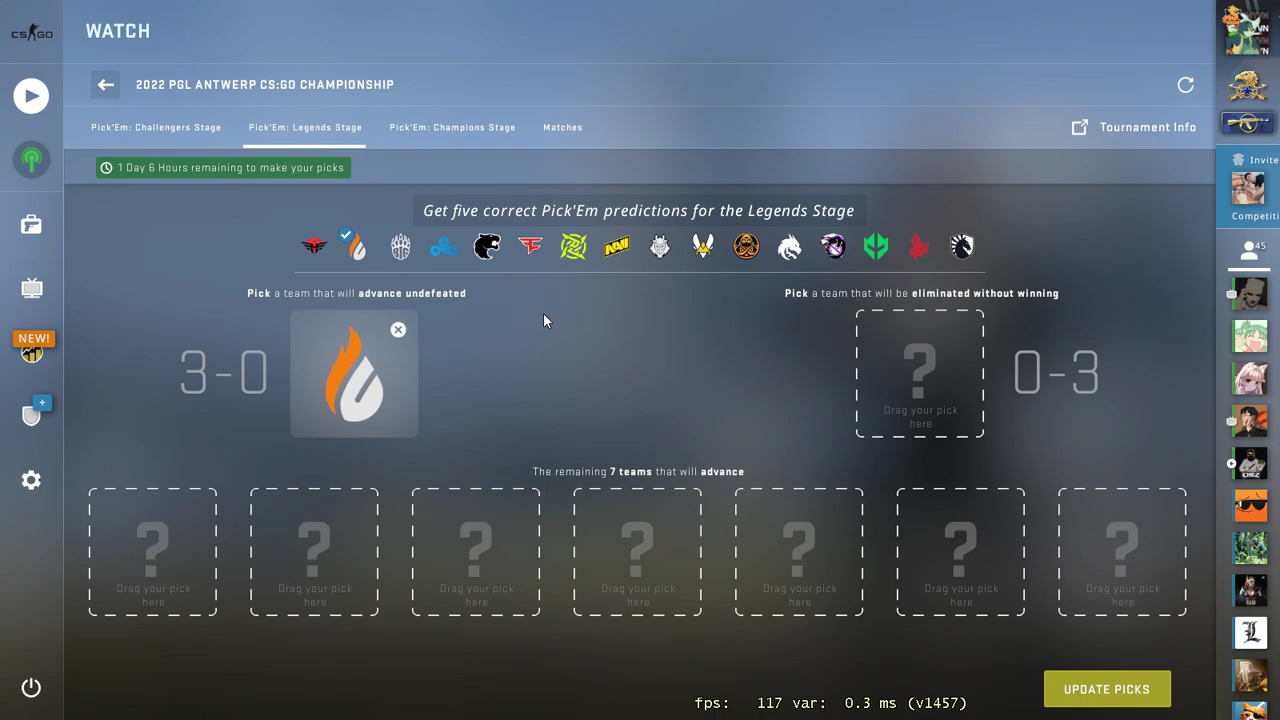 CS GO
WATCH
2022 PGL ANTWERP CS:GO CHAMPIONSHIP
Pick'Em: Challengers Stage
Pick'Em: Legends Stage
Pick'Em: Champions Stage
Matches
Tournament Info
1 Day 6 Hours remaining to make your picks
Get five correct Pick'Em predictions for the Legends Stage
NAVI
Pick a team that will advance undefeated
Pick a team that will be eliminated without winning
3-0
?
Drag your pick
here
0-3
The remaining 7 teams that will advance
?
Drag your pick
here
?
Drag your pick
here
?
Drag your pick
here
?
Drag your pick
here
?
Drag your pick
here
?
Drag your pick
here
?
Drag your pick
here
UPDATE PICKS
fps: 117 var: 0.3 ms (v1457)
NEW!
+
Invite
Competiti
45
L